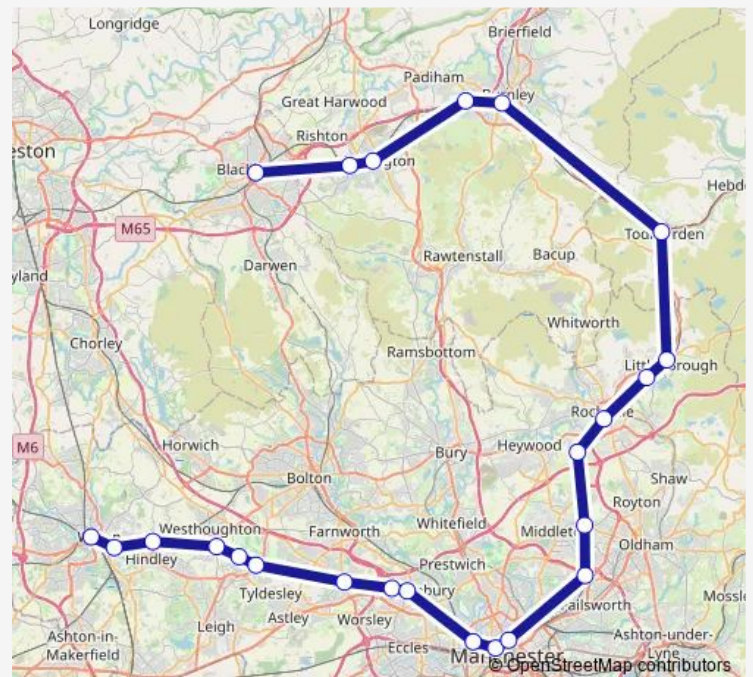 Longridge
Brierfield
Padiham
Great Harwood
Rishton
eston
M65
Hebd
yland
Darwen
Rawtenstall
Bacup
Whitworth
Chorley
Ramsbottom
M6
Horwich
Heywood
Bury
Bolton
Shaw
Royton
Westhoughton
Farnworth
Whitefield
Oldham
Hindley
Prestwich
Tyldesley
Astley
Worsley
Leigh
Mossle
Ashton-in-
Makerfield
Eccles
Ashton-under-
Lyne
© OpenStreetMap contributors